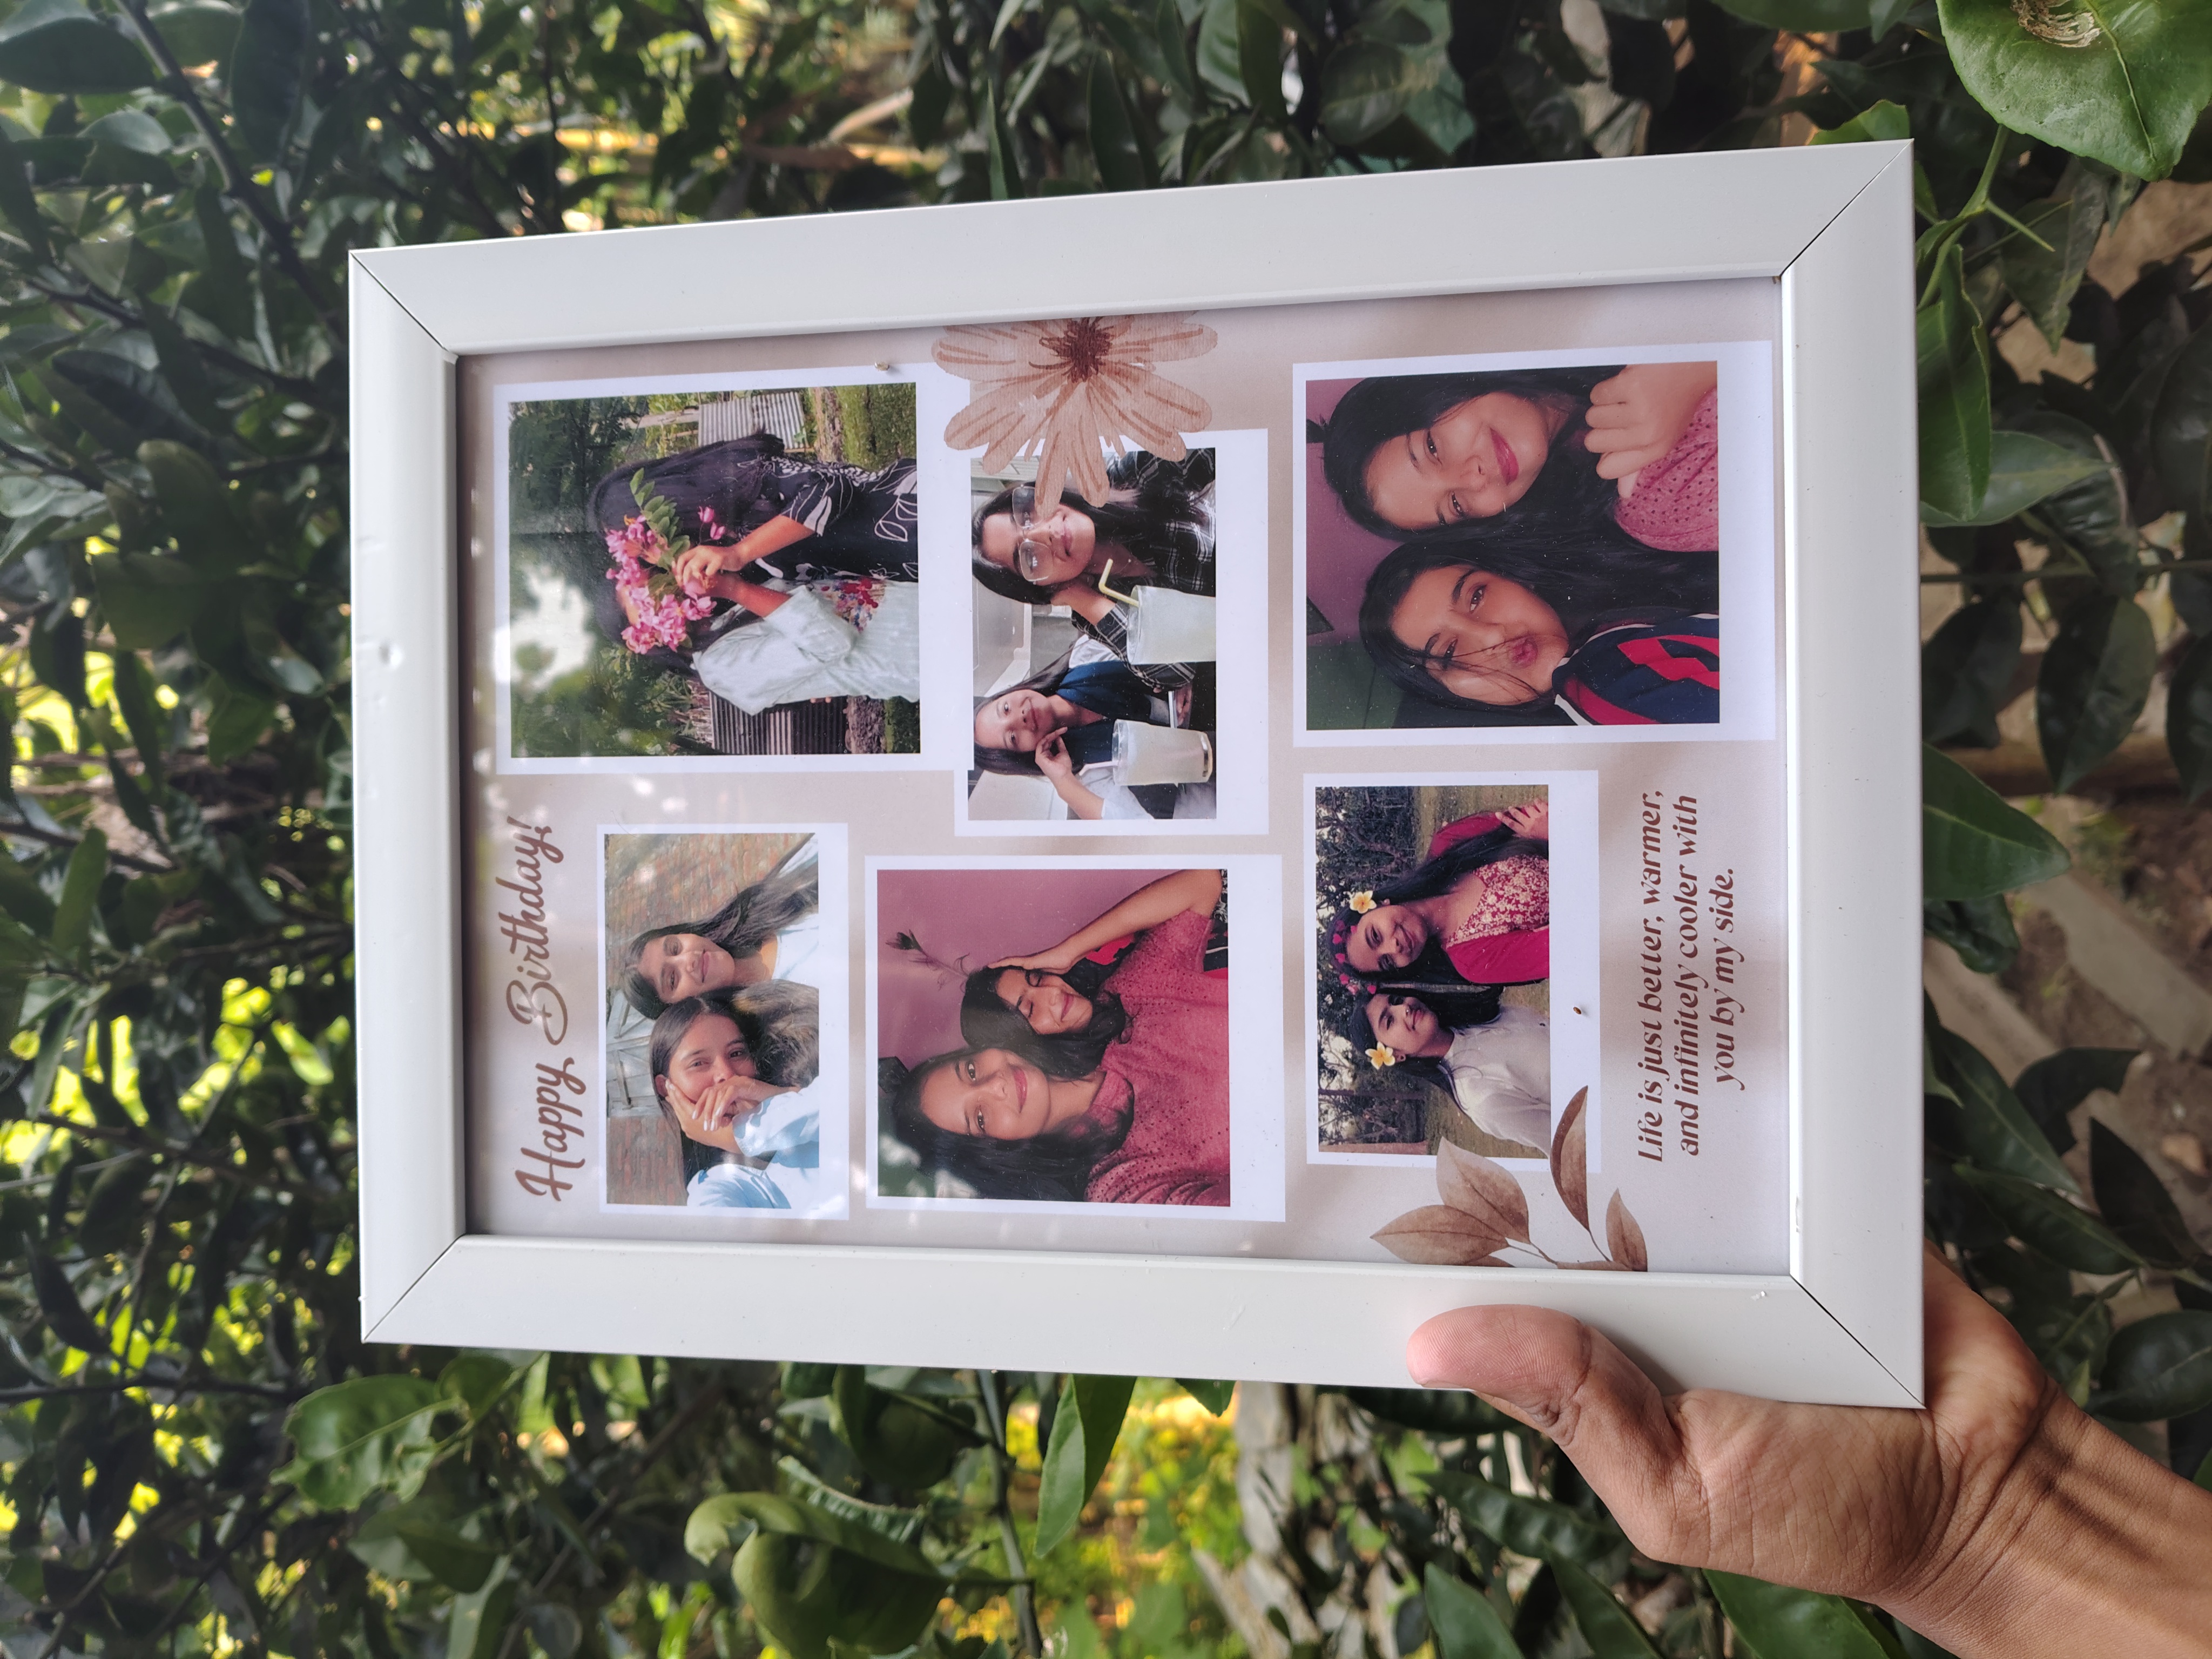 Happy Birthday!
Life is just better, warmer,
and infinitely cooler with
you by my side.